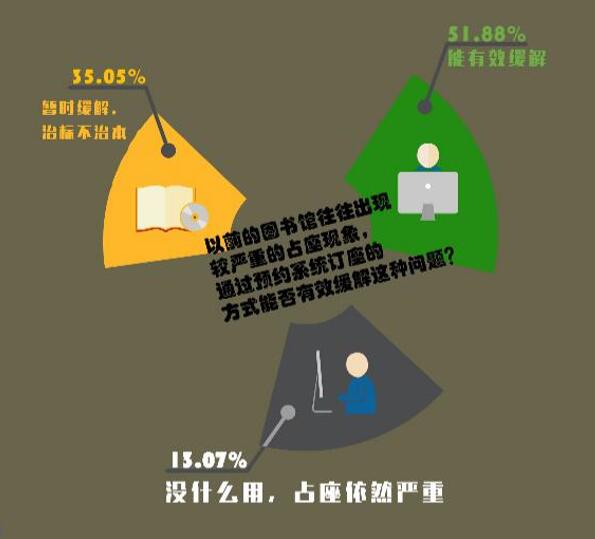 51.88%
能有效缓解
35.05%
暂时缓解，
治标不治本
以前的图书馆往往出现
较严重的占座现象，
通过预约系统订座的
方式能否有效缓解这种问题？
13.07%
没什么用，占座依然严重